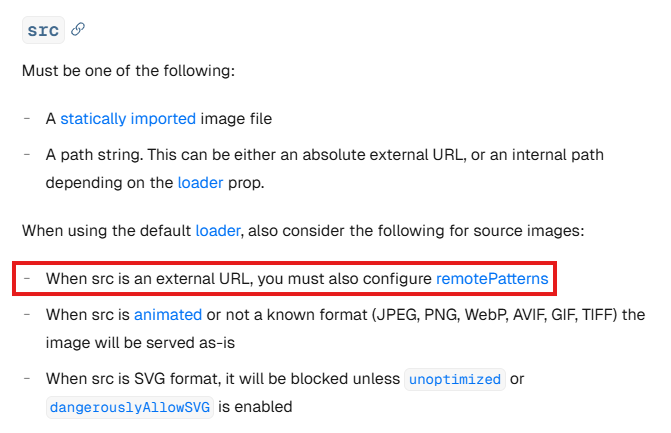 src
Must be one of the following:
- A statically imported image file
- A path string. This can be either an absolute external URL, or an internal path
depending on the loader prop.
When using the default loader, also consider the following for source images:
- When src is an external URL, you must also configure remotePatterns
- When src is animated or not a known format (JPEG, PNG, WebP, AVIF, GIF, TIFF) the
image will be served as-is
- When src is SVG format, it will be blocked unless unoptimized or
dangerouslyAllowSVG is enabled